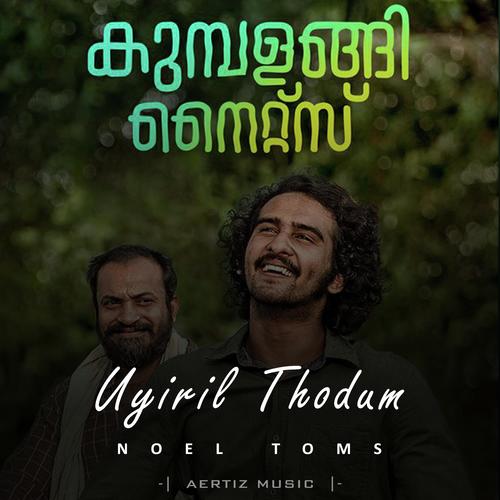 കുമ്പളങ്ങി
നൈറ്റ്സ്
Uyiril Thodum
NOEL TOMS
-| AERTIZ MUSIC |-